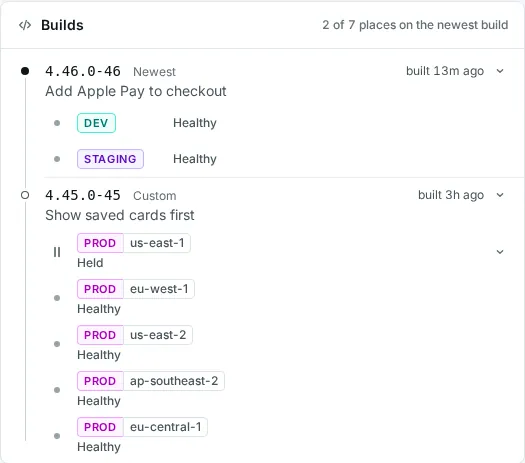 Builds 2 of 7 places on the newest build
4.46.0-46 Newest built 13m ago
Add Apple Pay to checkout
DEV Healthy
STAGING Healthy
4.45.0-45 Custom built 3h ago
Show saved cards first
PROD us-east-1
Held
PROD eu-west-1
Healthy
PROD us-east-2
Healthy
PROD ap-southeast-2
Healthy
PROD eu-central-1
Healthy